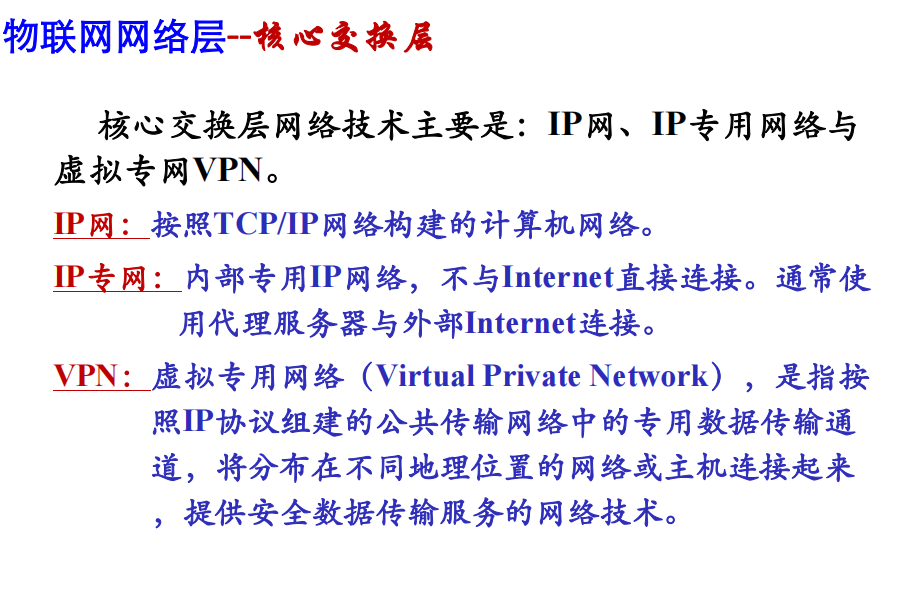 物联网网络层--核心交换层
核心交换层网络技术主要是：IP网、IP专用网络与
虚拟专网VPN。
IP网：按照TCP/IP网络构建的计算机网络。
IP专网：内部专用IP网络，不与Internet直接连接。通常使
用代理服务器与外部Internet连接。
VPN：虚拟专用网络（Virtual Private Network），是指按
照IP协议组建的公共传输网络中的专用数据传输通
道，将分布在不同地理位置的网络或主机连接起来
，提供安全数据传输服务的网络技术。